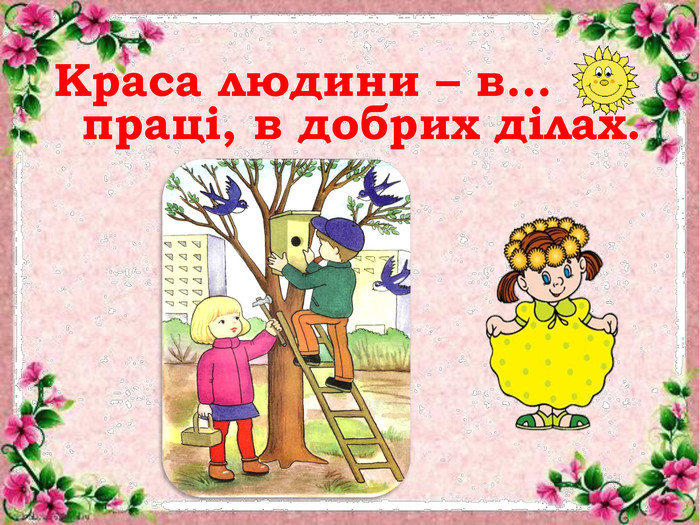 Краса людини – в...
праці, в добрих ділах.